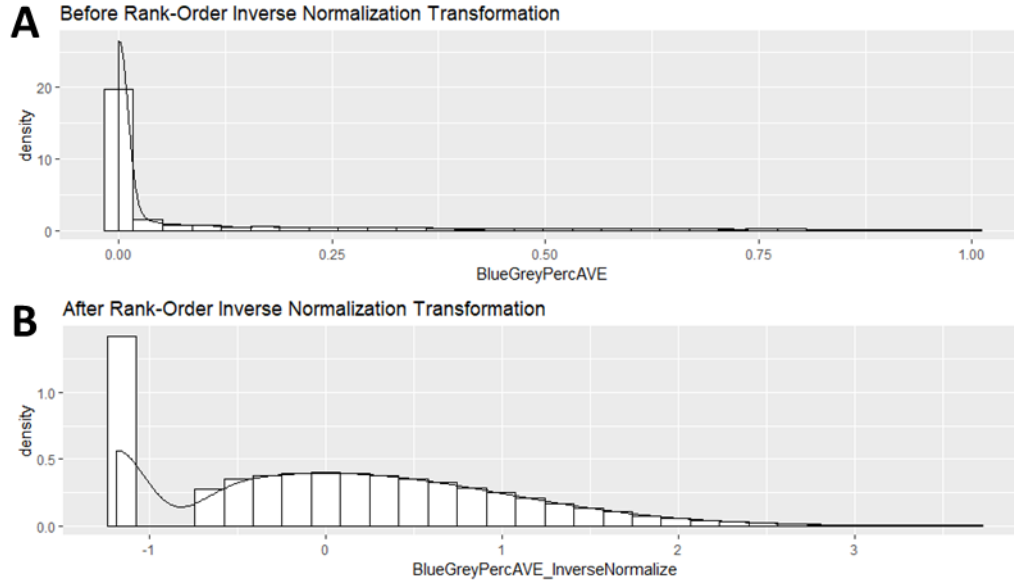 A
Before Rank-Order Inverse Normalization Transformation
20
10
0
density
0.00 0.25 0.50 0.75 1.00
BlueGreyPercAVE
B
After Rank-Order Inverse Normalization Transformation
1.0
0.5
0.0
density
-1 0 1 2 3
BlueGreyPercAVE_InverseNormalize